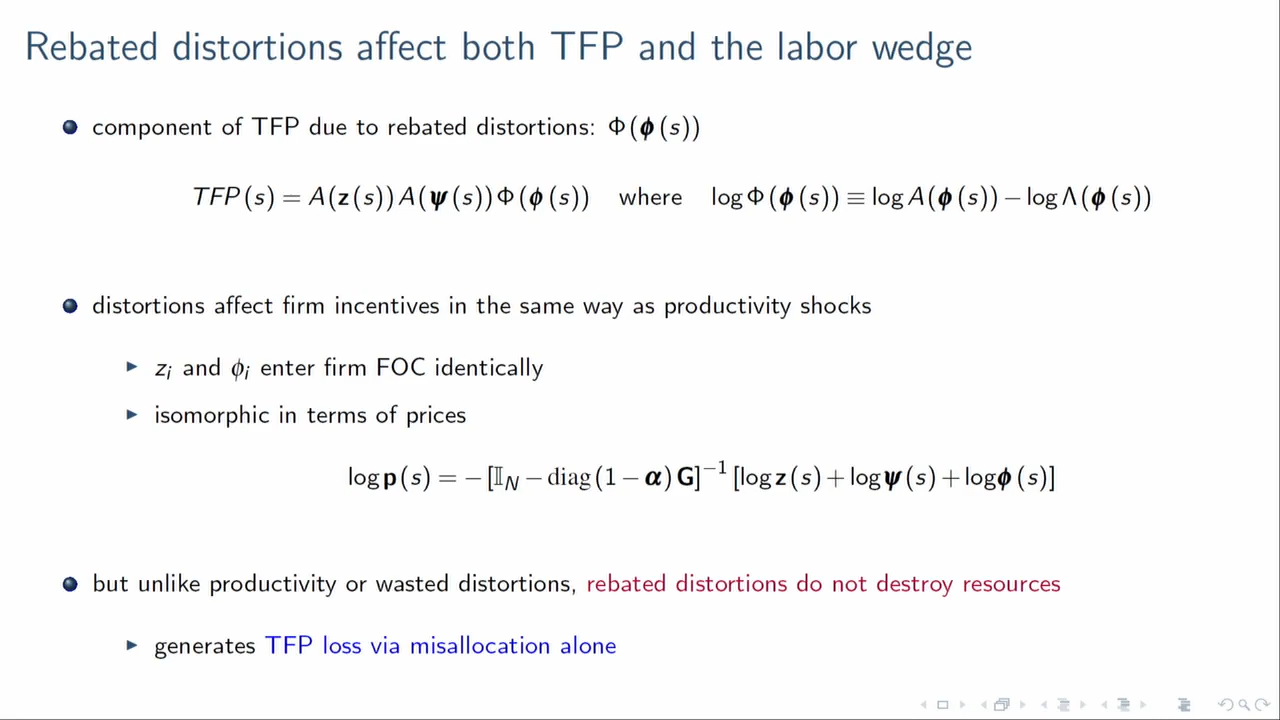 Rebated distortions affect both TFP and the labor wedge
component of TFP due to rebated distortions: Φ(ϕ(s))
TFP(s) = A(z(s))A(ψ(s))Φ(ϕ(s)) where log Φ(ϕ(s)) ≡ log A(ϕ(s)) − log Λ(ϕ(s))
distortions affect firm incentives in the same way as productivity shocks
zᵢ and ϕᵢ enter firm FOC identically
isomorphic in terms of prices
log p(s) = −[𝕀_N − diag(1 − α)G]⁻¹ [log z(s) + log ψ(s) + log ϕ(s)]
but unlike productivity or wasted distortions, rebated distortions do not destroy resources
generates TFP loss via misallocation alone